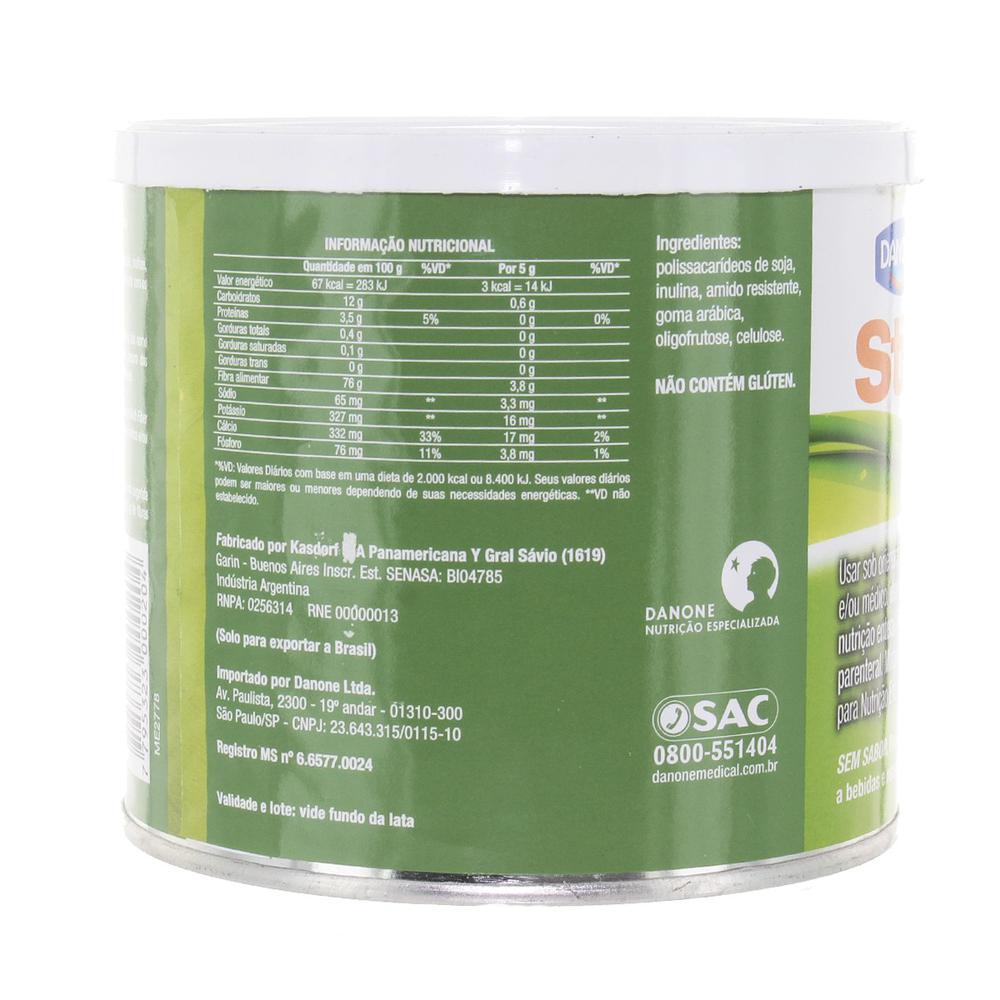 INFORMAÇÃO NUTRICIONAL
Quantidade em 100 g %VD* Por 5 g %VD*
Valor energético 67 kcal = 283 kJ 3 kcal = 14 kJ
Carboidratos 12 g 0,6 g
Proteínas 3,5 g 5% 0 g 0%
Gorduras totais 0,4 g 0 g
Gorduras saturadas 0,1 g 0 g
Gorduras trans 0 g 0 g
Fibra alimentar 76 g 3,8 g
Sódio 65 mg ** 3,3 mg **
Potássio 327 mg ** 16 mg **
Cálcio 332 mg 33% 17 mg 2%
Fósforo 76 mg 11% 3,8 mg 1%
*%VD: Valores Diários com base em uma dieta de 2.000 kcal ou 8.400 kJ. Seus valores diários
podem ser maiores ou menores dependendo de suas necessidades energéticas. **VD não
estabelecido.
Fabricado por Kasdorf A Panamericana Y Gral Sávio (1619)
Garin - Buenos Aires Inscr. Est. SENASA: BI04785
Indústria Argentina
RNPA: 0256314 RNE 00000013
(Solo para exportar a Brasil)
Importado por Danone Ltda.
Av. Paulista, 2300 - 19º andar - 01310-300
São Paulo/SP - CNPJ: 23.643.315/0115-10
Registro MS nº 6.6577.0024
Validade e lote: vide fundo da lata
Ingredientes:
polissacarídeos de soja,
inulina, amido resistente,
goma arábica,
oligofrutose, celulose.
NÃO CONTÉM GLÚTEN.
DANONE
NUTRIÇÃO ESPECIALIZADA
SAC
0800-551404
danonemedical.com.br
DAN
St
Usar sob
e/ou médico
nutrição
parenteral
para Nutrição
SEM SABOR
a bebidas e
ME2778
7 795323 000204